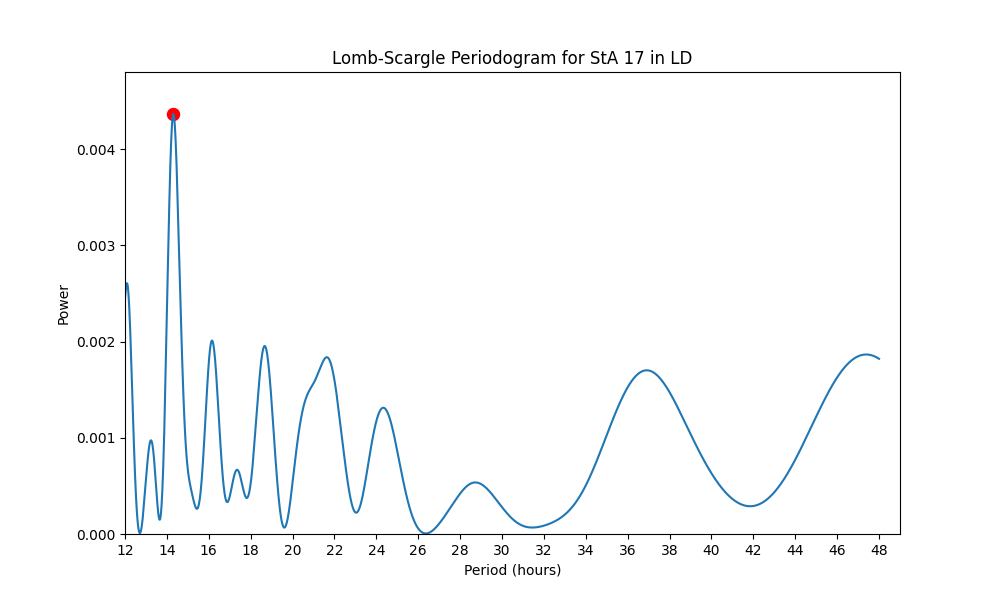 Lomb-Scargle Periodogram for StA 17 in LD
Power
0.004
0.003
0.002
0.001
0.000
12 14 16 18 20 22 24 26 28 30 32 34 36 38 40 42 44 46 48
Period (hours)